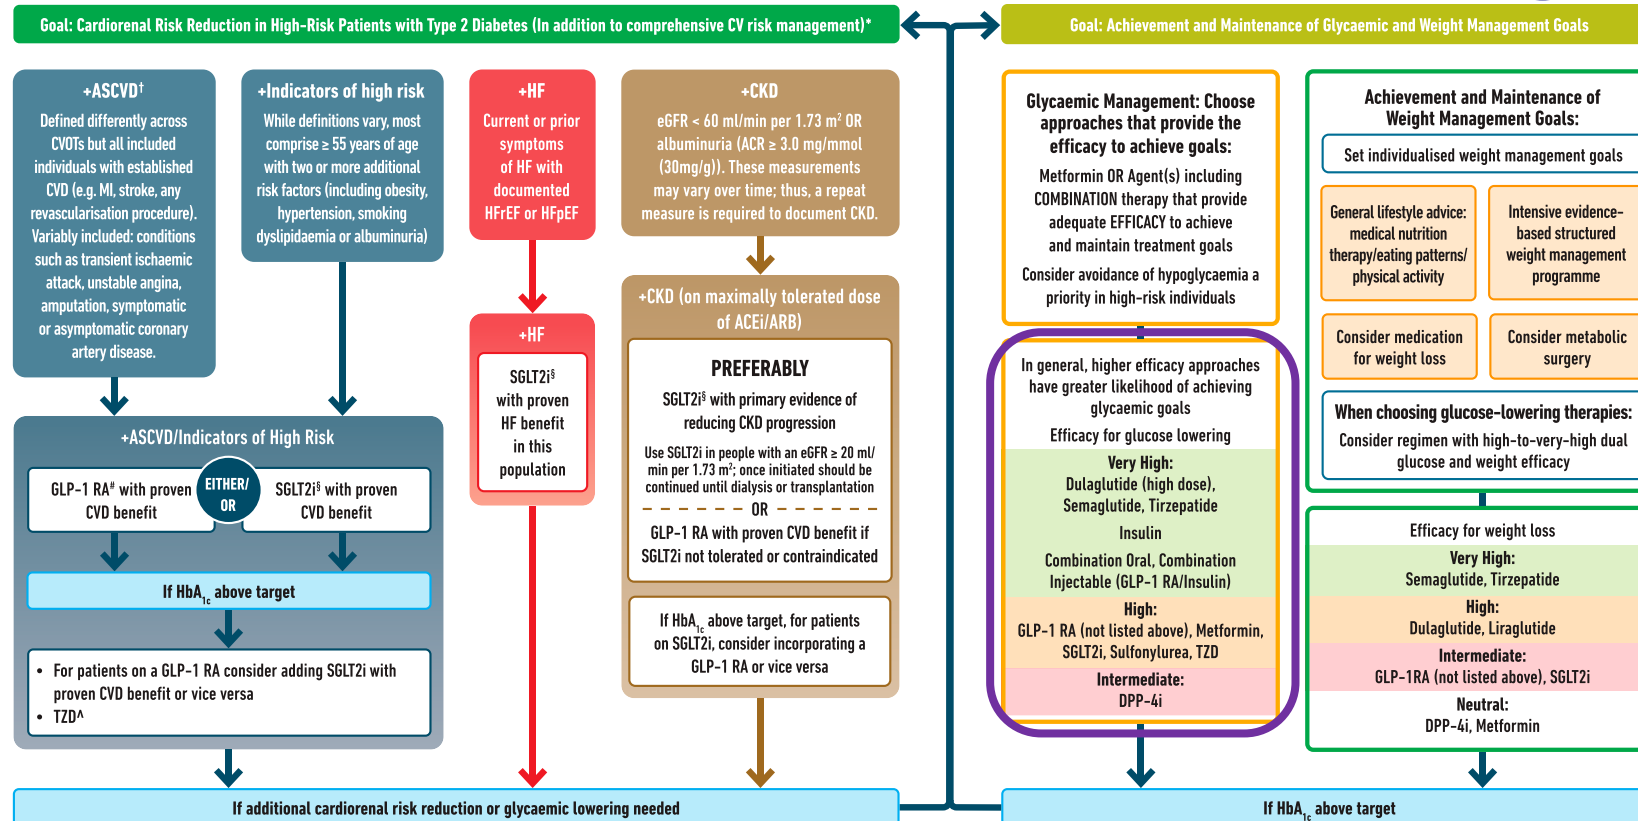 Goal: Cardiorenal Risk Reduction in High-Risk Patients with Type 2 Diabetes (In addition to comprehensive CV risk management)*
+ASCVD†
Defined differently across
CVOTs but all included
individuals with established
CVD (e.g. MI, stroke, any
revascularisation procedure).
Variably included: conditions
such as transient ischaemic
attack, unstable angina,
amputation, symptomatic
or asymptomatic coronary
artery disease.
+Indicators of high risk
While definitions vary, most
comprise ≥ 55 years of age
with two or more additional
risk factors (including obesity,
hypertension, smoking
dyslipidaemia or albuminuria)
+ASCVD/Indicators of High Risk
GLP-1 RA# with proven
CVD benefit
EITHER/
OR
SGLT2i§ with proven
CVD benefit
If HbA1c above target
• For patients on a GLP-1 RA consider adding SGLT2i with
proven CVD benefit or vice versa
• TZD^
+HF
Current or prior
symptoms
of HF with
documented
HFrEF or HFpEF
+HF
SGLT2i§
with proven
HF benefit
in this
population
+CKD
eGFR < 60 ml/min per 1.73 m² OR
albuminuria (ACR ≥ 3.0 mg/mmol
(30mg/g)). These measurements
may vary over time; thus, a repeat
measure is required to document CKD.
+CKD (on maximally tolerated dose
of ACEi/ARB)
PREFERABLY
SGLT2i§ with primary evidence of
reducing CKD progression
Use SGLT2i in people with an eGFR ≥ 20 ml/
min per 1.73 m²; once initiated should be
continued until dialysis or transplantation
OR
GLP-1 RA with proven CVD benefit if
SGLT2i not tolerated or contraindicated
If HbA1c above target, for patients
on SGLT2i, consider incorporating a
GLP-1 RA or vice versa
If additional cardiorenal risk reduction or glycaemic lowering needed
Goal: Achievement and Maintenance of Glycaemic and Weight Management Goals
Glycaemic Management: Choose
approaches that provide the
efficacy to achieve goals:
Metformin OR Agent(s) including
COMBINATION therapy that provide
adequate EFFICACY to achieve
and maintain treatment goals
Consider avoidance of hypoglycaemia a
priority in high-risk individuals
In general, higher efficacy approaches
have greater likelihood of achieving
glycaemic goals
Efficacy for glucose lowering
Very High:
Dulaglutide (high dose),
Semaglutide, Tirzepatide
Insulin
Combination Oral, Combination
Injectable (GLP-1 RA/Insulin)
High:
GLP-1 RA (not listed above), Metformin,
SGLT2i, Sulfonylurea, TZD
Intermediate:
DPP-4i
Achievement and Maintenance of
Weight Management Goals:
Set individualised weight management goals
General lifestyle advice:
medical nutrition
therapy/eating patterns/
physical activity
Intensive evidence-
based structured
weight management
programme
Consider medication
for weight loss
Consider metabolic
surgery
When choosing glucose-lowering therapies:
Consider regimen with high-to-very-high dual
glucose and weight efficacy
Efficacy for weight loss
Very High:
Semaglutide, Tirzepatide
High:
Dulaglutide, Liraglutide
Intermediate:
GLP-1RA (not listed above), SGLT2i
Neutral:
DPP-4i, Metformin
If HbA1c above target